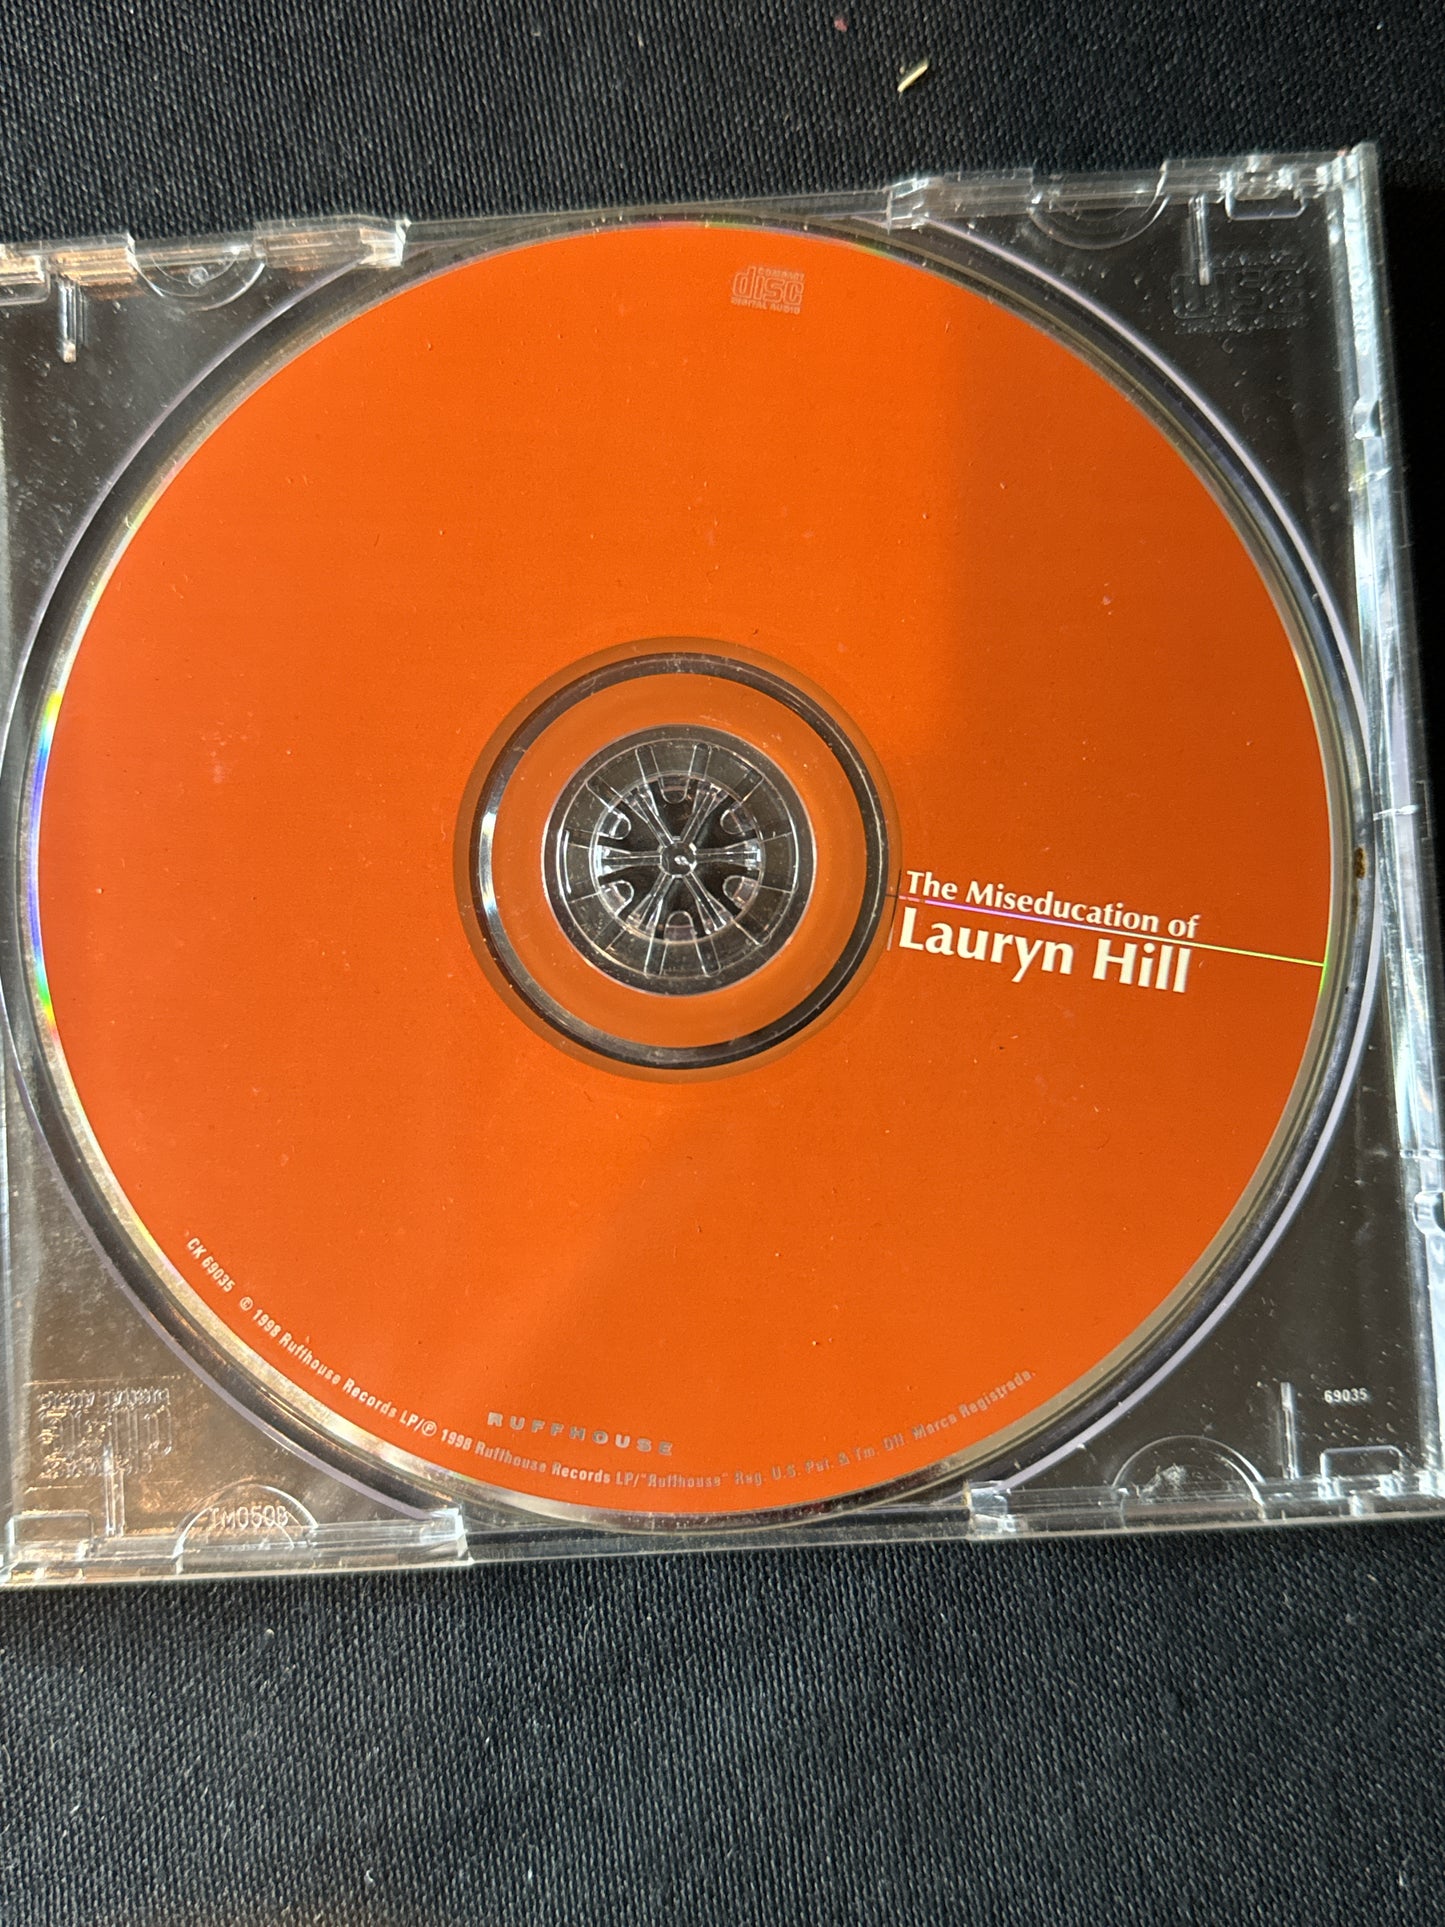 COMPACT
disc
DIGITAL AUDIO
The Miseducation of
Lauryn Hill
CK 69035 © 1998 Ruffhouse Records LP/℗ 1998 Ruffhouse Records LP/"Ruffhouse" Reg. U.S. Pat. & Tm. Off. Marca Registrada.
RUFFHOUSE
69035